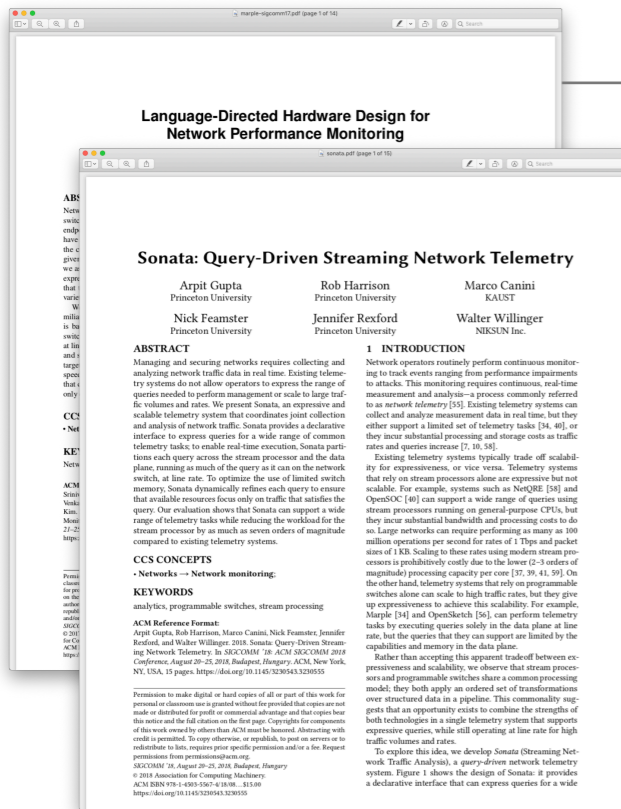 marple-sigcomm17.pdf (page 1 of 14)
Search
Language-Directed Hardware Design for
Network Performance Monitoring
sonata.pdf (page 1 of 15)
Search
Sonata: Query-Driven Streaming Network Telemetry
Arpit Gupta
Princeton University
Rob Harrison
Princeton University
Marco Canini
KAUST
Nick Feamster
Princeton University
Jennifer Rexford
Princeton University
Walter Willinger
NIKSUN Inc.
ABSTRACT
Managing and securing networks requires collecting and
analyzing network traffic data in real time. Existing teleme-
try systems do not allow operators to express the range of
queries needed to perform management or scale to large traf-
fic volumes and rates. We present Sonata, an expressive and
scalable telemetry system that coordinates joint collection
and analysis of network traffic. Sonata provides a declarative
interface to express queries for a wide range of common
telemetry tasks; to enable real-time execution, Sonata parti-
tions each query across the stream processor and the data
plane, running as much of the query as it can on the network
switch, at line rate. To optimize the use of limited switch
memory, Sonata dynamically refines each query to ensure
that available resources focus only on traffic that satisfies the
query. Our evaluation shows that Sonata can support a wide
range of telemetry tasks while reducing the workload for the
stream processor by as much as seven orders of magnitude
compared to existing telemetry systems.
CCS CONCEPTS
• Networks → Network monitoring;
KEYWORDS
analytics, programmable switches, stream processing
ACM Reference Format:
Arpit Gupta, Rob Harrison, Marco Canini, Nick Feamster, Jennifer
Rexford, and Walter Willinger. 2018. Sonata: Query-Driven Stream-
ing Network Telemetry. In SIGCOMM '18: ACM SIGCOMM 2018
Conference, August 20–25, 2018, Budapest, Hungary. ACM, New York,
NY, USA, 15 pages. https://doi.org/10.1145/3230543.3230555
Permission to make digital or hard copies of all or part of this work for
personal or classroom use is granted without fee provided that copies are not
made or distributed for profit or commercial advantage and that copies bear
this notice and the full citation on the first page. Copyrights for components
of this work owned by others than ACM must be honored. Abstracting with
credit is permitted. To copy otherwise, or republish, to post on servers or to
redistribute to lists, requires prior specific permission and/or a fee. Request
permissions from permissions@acm.org.
SIGCOMM '18, August 20–25, 2018, Budapest, Hungary
© 2018 Association for Computing Machinery.
ACM ISBN 978-1-4503-5567-4/18/08...$15.00
https://doi.org/10.1145/3230543.3230555
1 INTRODUCTION
Network operators routinely perform continuous monitor-
ing to track events ranging from performance impairments
to attacks. This monitoring requires continuous, real-time
measurement and analysis—a process commonly referred
to as network telemetry [55]. Existing telemetry systems can
collect and analyze measurement data in real time, but they
either support a limited set of telemetry tasks [34, 40], or
they incur substantial processing and storage costs as traffic
rates and queries increase [7, 10, 58].
Existing telemetry systems typically trade off scalabil-
ity for expressiveness, or vice versa. Telemetry systems
that rely on stream processors alone are expressive but not
scalable. For example, systems such as NetQRE [58] and
OpenSOC [40] can support a wide range of queries using
stream processors running on general-purpose CPUs, but
they incur substantial bandwidth and processing costs to do
so. Large networks can require performing as many as 100
million operations per second for rates of 1 Tbps and packet
sizes of 1 KB. Scaling to these rates using modern stream pro-
cessors is prohibitively costly due to the lower (2–3 orders of
magnitude) processing capacity per core [37, 39, 41, 59]. On
the other hand, telemetry systems that rely on programmable
switches alone can scale to high traffic rates, but they give
up expressiveness to achieve this scalability. For example,
Marple [34] and OpenSketch [56], can perform telemetry
tasks by executing queries solely in the data plane at line
rate, but the queries that they can support are limited by the
capabilities and memory in the data plane.
Rather than accepting this apparent tradeoff between ex-
pressiveness and scalability, we observe that stream proces-
sors and programmable switches share a common processing
model; they both apply an ordered set of transformations
over structured data in a pipeline. This commonality sug-
gests that an opportunity exists to combine the strengths of
both technologies in a single telemetry system that supports
expressive queries, while still operating at line rate for high
traffic volumes and rates.
To explore this idea, we develop Sonata (Streaming Net-
work Traffic Analysis), a query-driven network telemetry
system. Figure 1 shows the design of Sonata: it provides
a declarative interface that can express queries for a wide